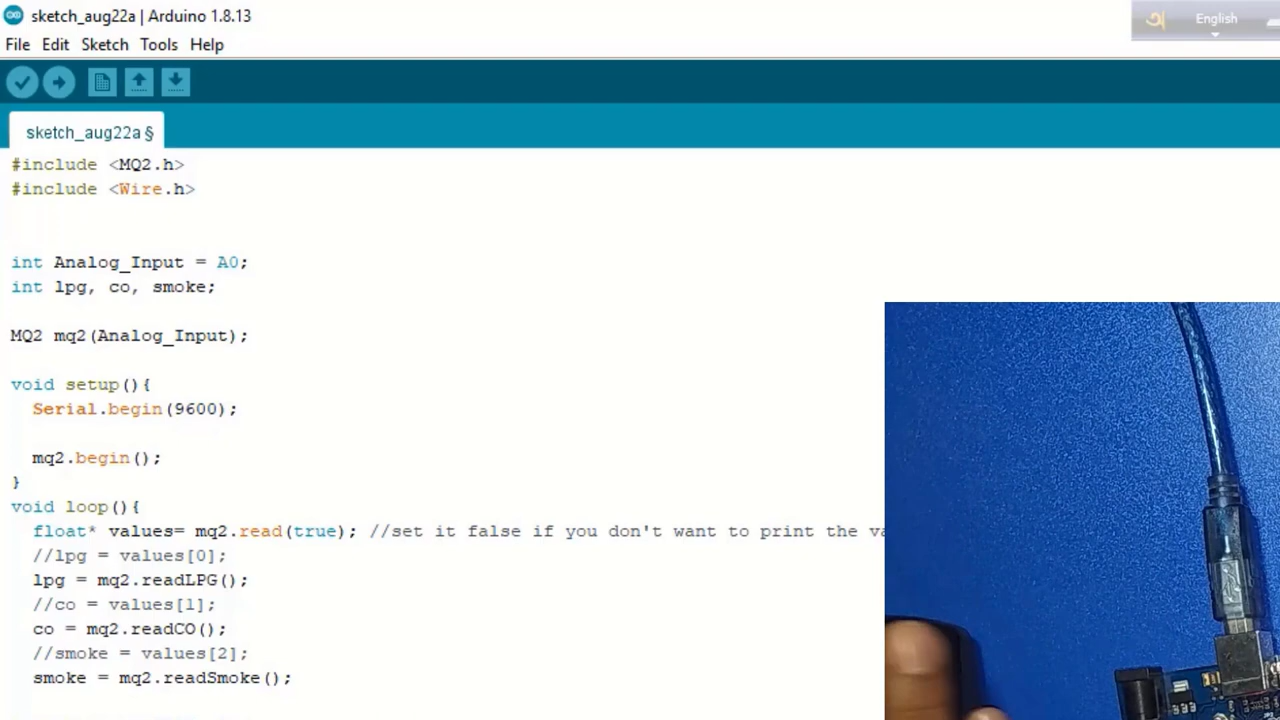 sketch_aug22a | Arduino 1.8.13
অ English
File Edit Sketch Tools Help
sketch_aug22a §
#include <MQ2.h>
#include <Wire.h>
int Analog_Input = A0;
int lpg, co, smoke;
MQ2 mq2(Analog_Input);
void setup(){
Serial.begin(9600);
mq2.begin();
}
void loop(){
float* values= mq2.read(true); //set it false if you don't want to print the
//lpg = values[0];
lpg = mq2.readLPG();
//co = values[1];
co = mq2.readCO();
//smoke = values[2];
smoke = mq2.readSmoke();